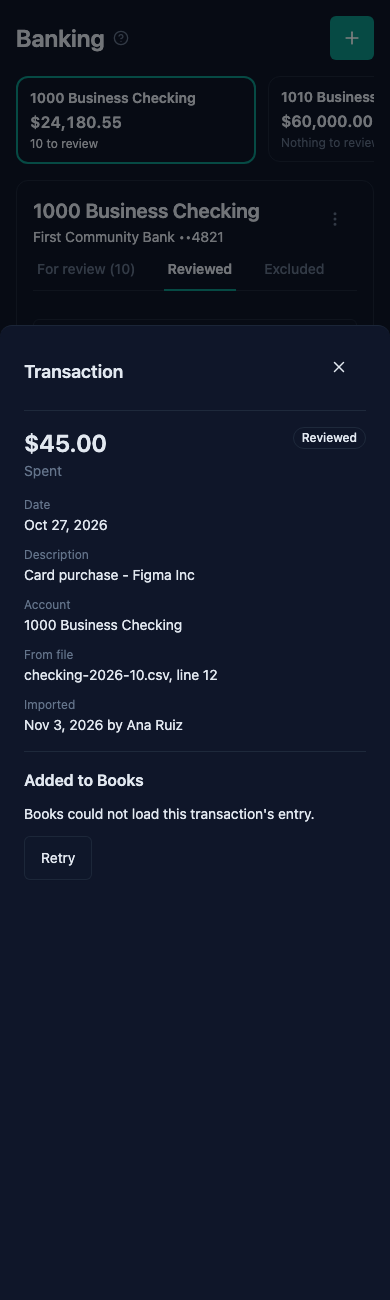 Banking
1000 Business Checking
$24,180.55
10 to review
1010 Business
$60,000.00
Nothing to review
1000 Business Checking
First Community Bank ••4821
For review (10)
Reviewed
Excluded
Transaction
$45.00
Reviewed
Spent
Date
Oct 27, 2026
Description
Card purchase - Figma Inc
Account
1000 Business Checking
From file
checking-2026-10.csv, line 12
Imported
Nov 3, 2026 by Ana Ruiz
Added to Books
Books could not load this transaction's entry.
Retry